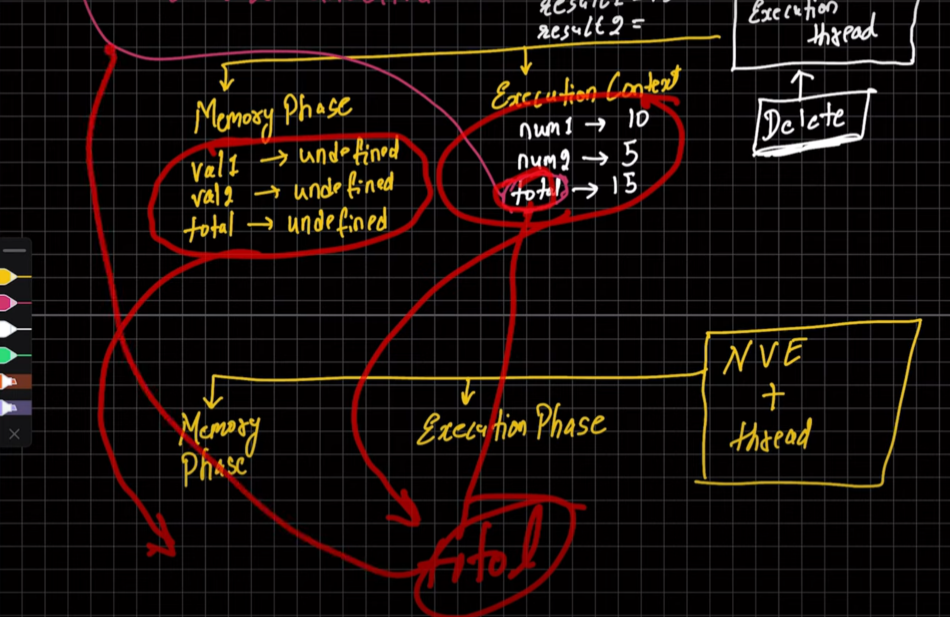 result2 =
Execution
thread
Memory Phase
val1 → undefined
val2 → undefined
total → undefined
Execution Context
num1 → 10
num2 → 5
total → 15
Delete
Memory
Phase
Execution Phase
NVE
+
thread
total